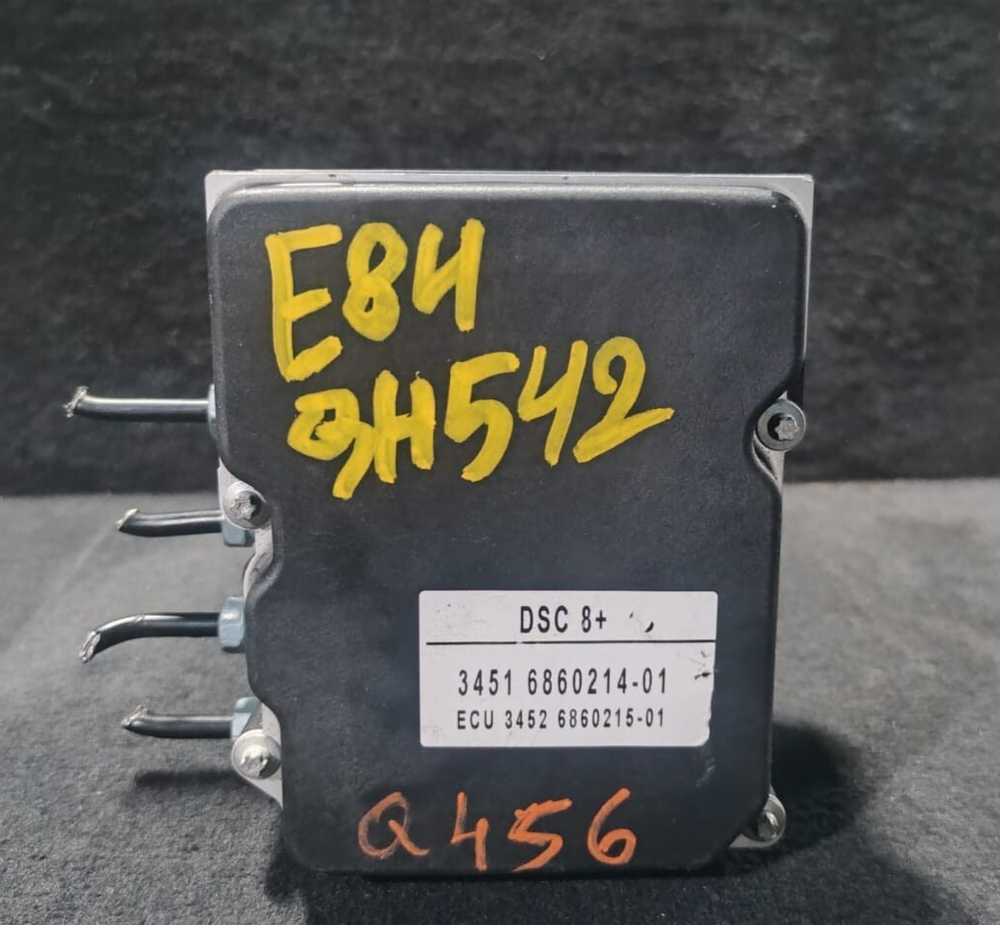 E84
9H542
DSC 8+
3451 6860214-01
ECU 3452 6860215-01
Q456